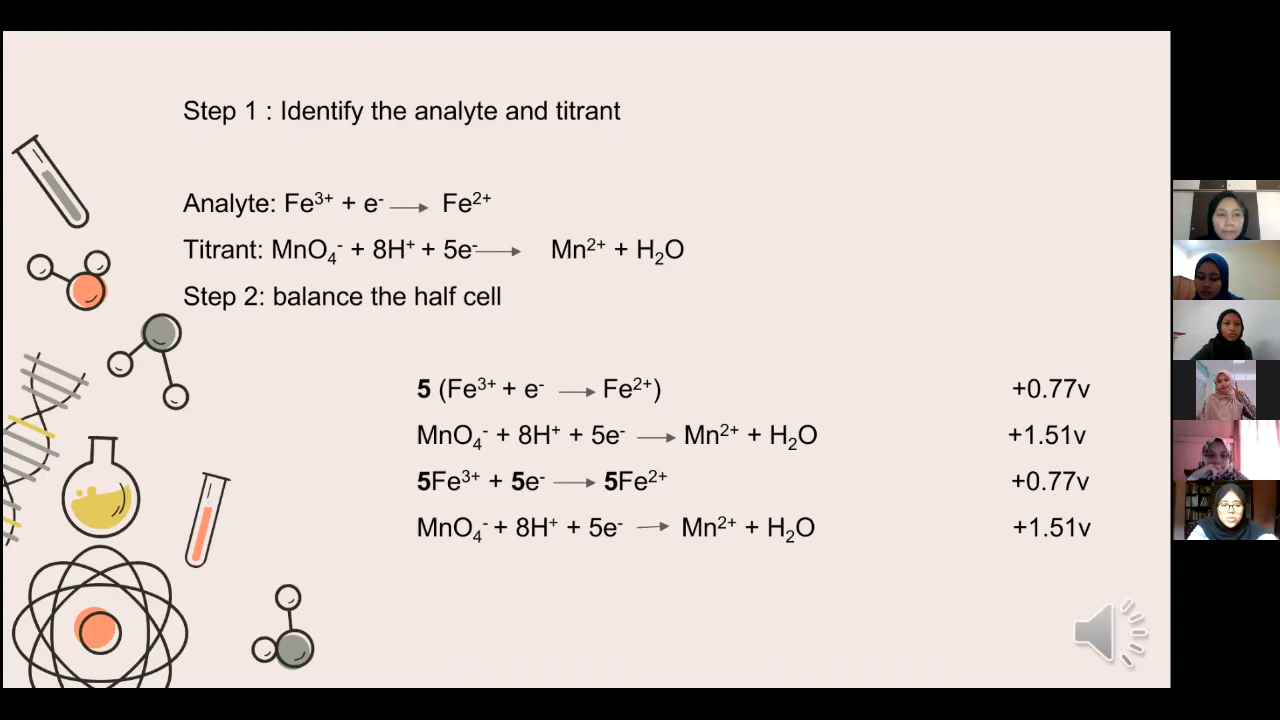 Step 1 : Identify the analyte and titrant
Analyte: Fe³⁺ + e⁻ → Fe²⁺
Titrant: MnO₄⁻ + 8H⁺ + 5e⁻ → Mn²⁺ + H₂O
Step 2: balance the half cell
5 (Fe³⁺ + e⁻ → Fe²⁺) +0.77v
MnO₄⁻ + 8H⁺ + 5e⁻ → Mn²⁺ + H₂O +1.51v
5Fe³⁺ + 5e⁻ → 5Fe²⁺ +0.77v
MnO₄⁻ + 8H⁺ + 5e⁻ → Mn²⁺ + H₂O +1.51v